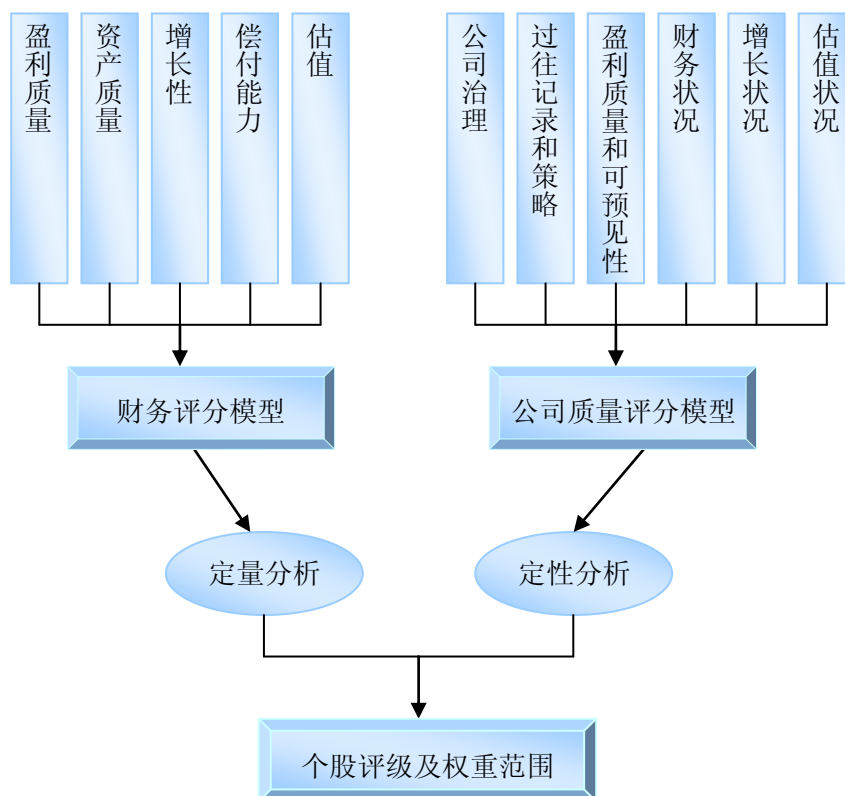 盈利质量
资产质量
增长性
偿付能力
估值
公司治理
过往记录和策略
盈利质量和可预见性
财务状况
增长状况
估值状况
财务评分模型
公司质量评分模型
定量分析
定性分析
个股评级及权重范围